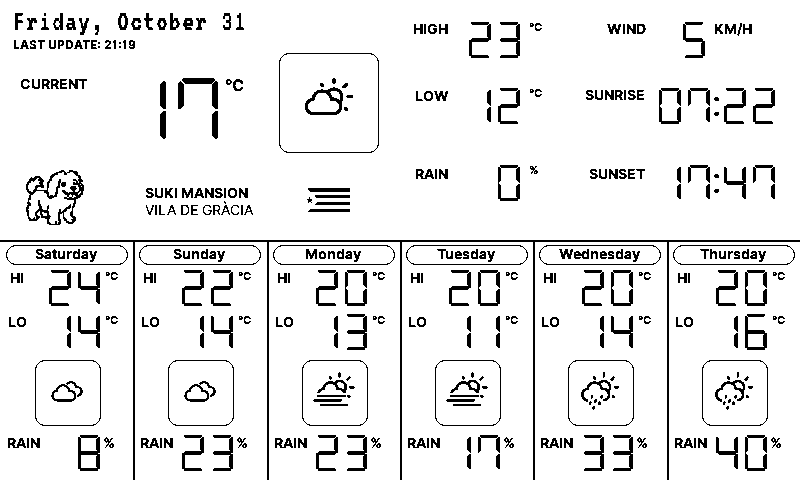 Friday, October 31
LAST UPDATE: 21:19
CURRENT 17 °C
HIGH 23 °C
LOW 12 °C
RAIN 0 %
WIND 5 KM/H
SUNRISE 07:22
SUNSET 17:47
SUKI MANSION
VILA DE GRÀCIA
Saturday
HI 24 °C
LO 14 °C
RAIN 8 %
Sunday
HI 22 °C
LO 14 °C
RAIN 23 %
Monday
HI 20 °C
LO 13 °C
RAIN 23 %
Tuesday
HI 20 °C
LO 11 °C
RAIN 17 %
Wednesday
HI 20 °C
LO 14 °C
RAIN 33 %
Thursday
HI 20 °C
LO 16 °C
RAIN 40 %